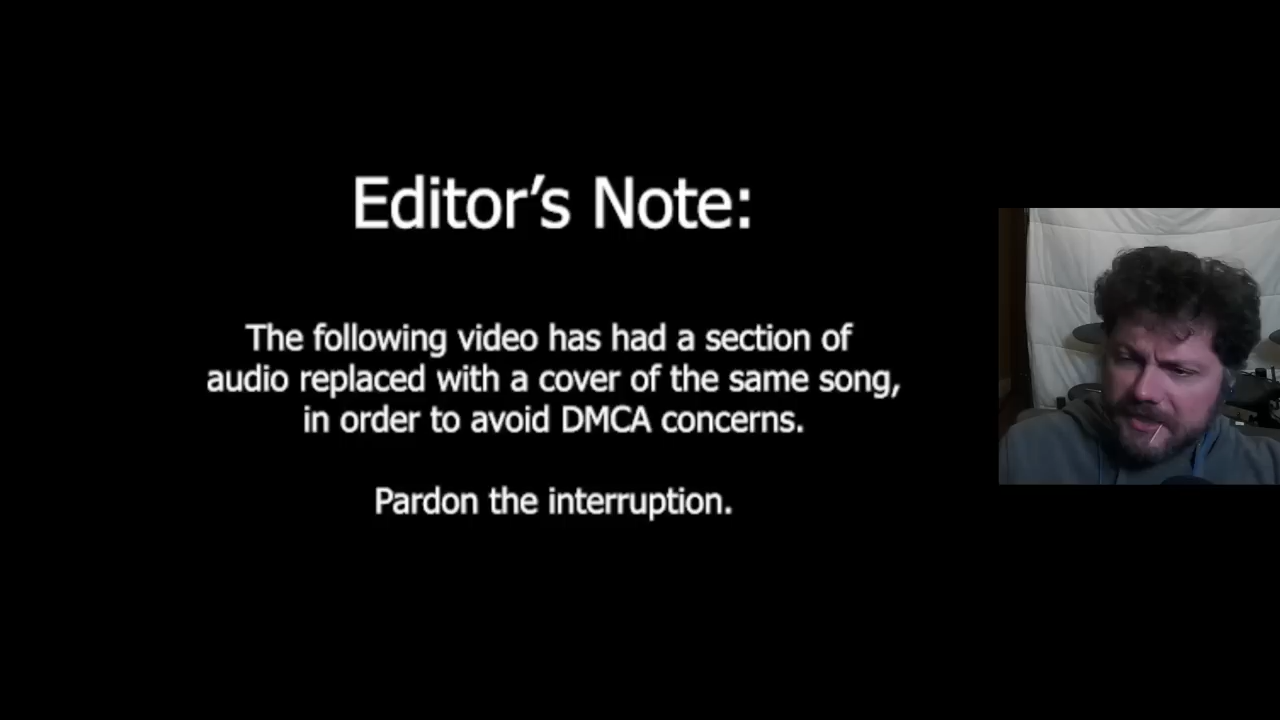 Editor’s Note:
The following video has had a section of
audio replaced with a cover of the same song,
in order to avoid DMCA concerns.
Pardon the interruption.